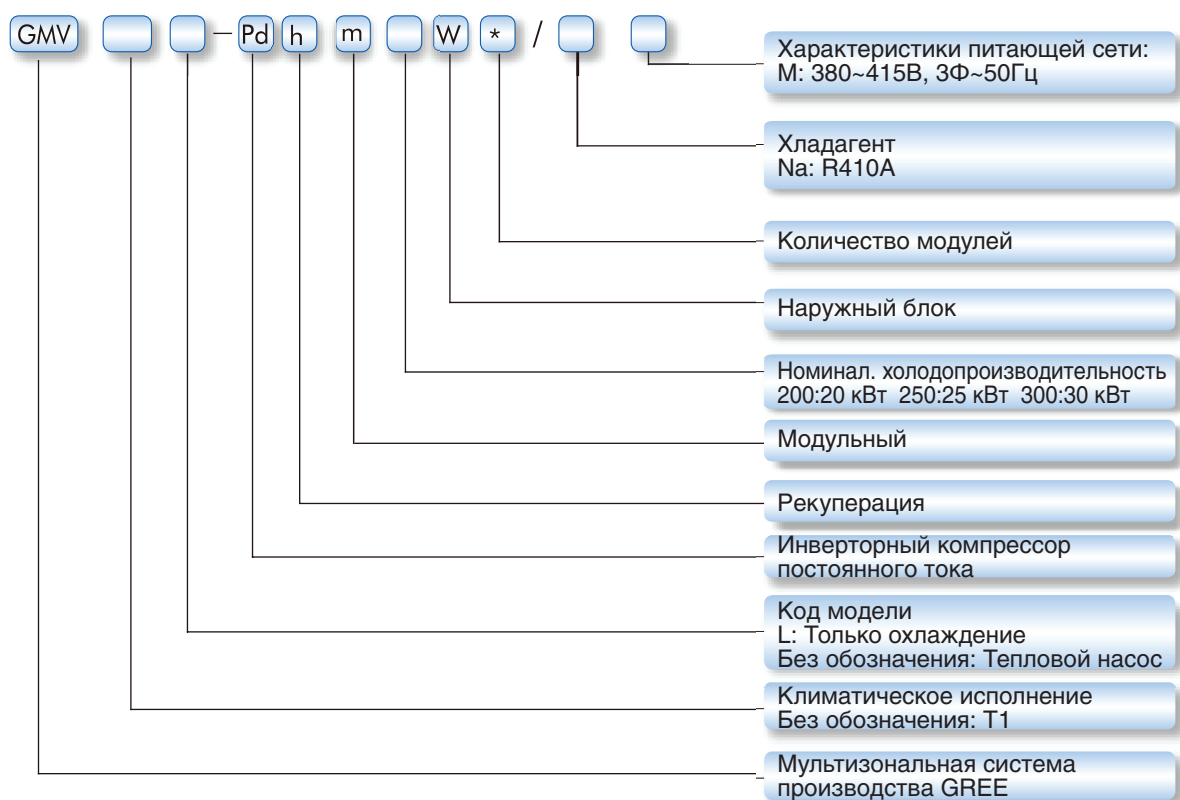 GMV - Pd h m W * /
Характеристики питающей сети:
М: 380~415В, 3Ф~50Гц
Хладагент
Na: R410A
Количество модулей
Наружный блок
Номинал. холодопроизводительность
200:20 кВт 250:25 кВт 300:30 кВт
Модульный
Рекуперация
Инверторный компрессор
постоянного тока
Код модели
L: Только охлаждение
Без обозначения: Тепловой насос
Климатическое исполнение
Без обозначения: T1
Мультизональная система
производства GREE